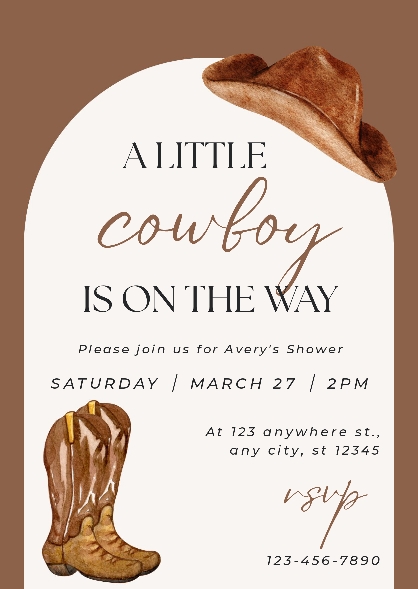 A LITTLE
cowboy
IS ON THE WAY
Please join us for Avery's Shower
SATURDAY / MARCH 27 / 2PM
At 123 anywhere st.,
any city, st 12345
rsvp
123-456-7890